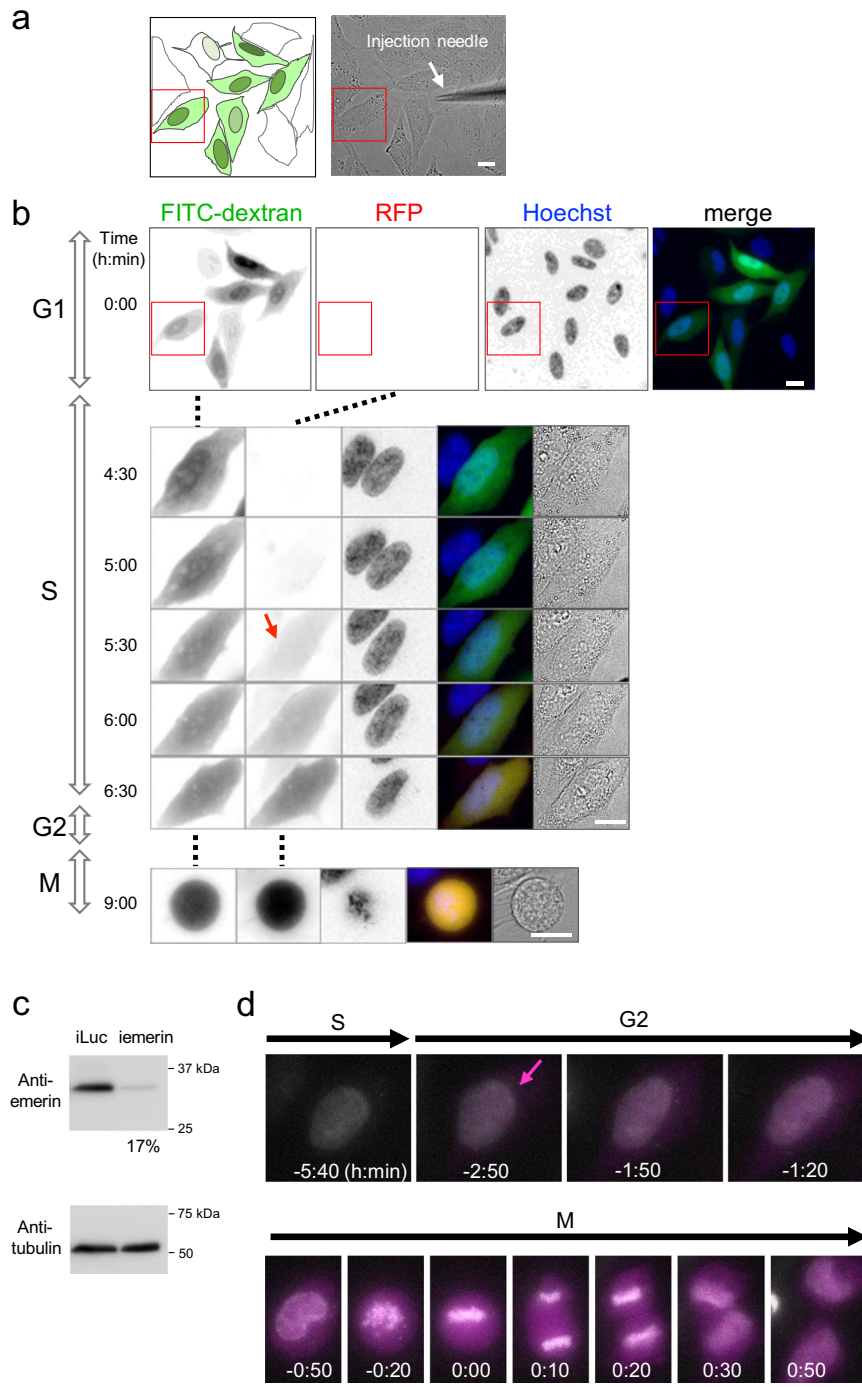 a
Injection needle
b
FITC-dextran RFP Hoechst merge
Time
(h:min)
G1
0:00
S
4:30
5:00
5:30
6:00
6:30
G2
M
9:00
c
iLuc iemerin
Anti-
emerin
37 kDa
25
17%
Anti-
tubulin
75 kDa
50
d
S G2
-5:40 (h:min) -2:50 -1:50 -1:20
M
-0:50 -0:20 0:00 0:10 0:20 0:30 0:50